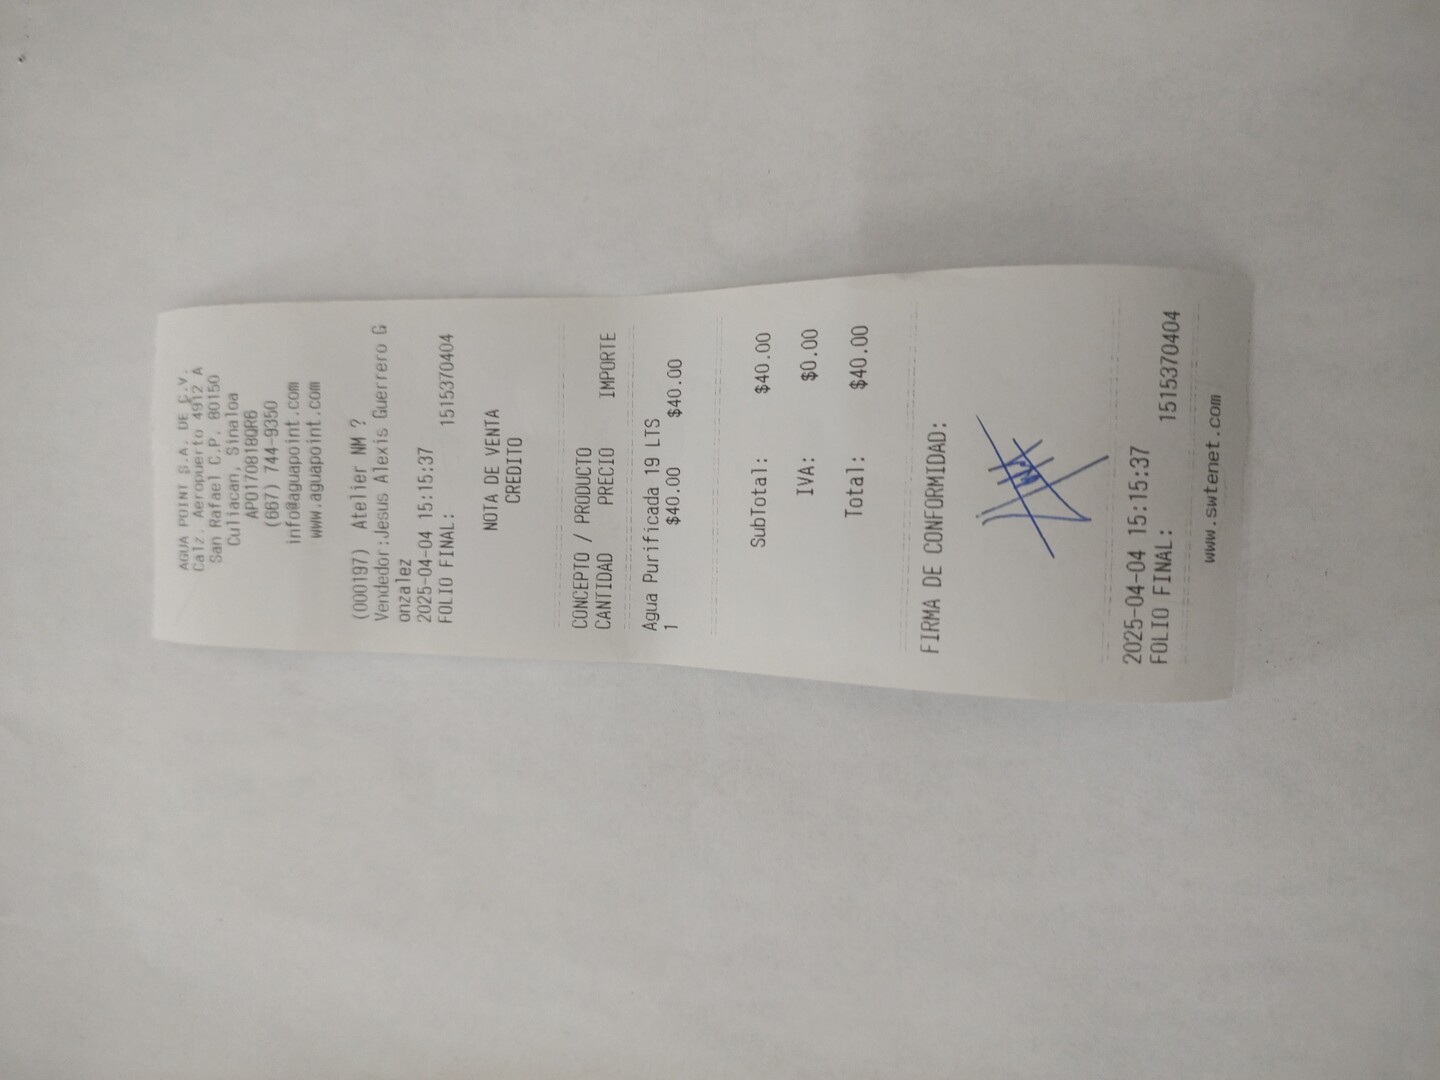 AGUA POINT S.A. DE C.V.
Calz. Aeropuerto 4912 A
San Rafael C.P. 80150
Culiacan, Sinaloa
APO170818QR6
(667) 744-9350
info@aguapoint.com
www.aguapoint.com
(000197) Atelier NM ?
Vendedor:Jesus Alexis Guerrero G
onzalez
2025-04-04 15:15:37
FOLIO FINAL: 1515370404
NOTA DE VENTA
CREDITO
CONCEPTO / PRODUCTO
CANTIDAD PRECIO IMPORTE
Agua Purificada 19 LTS
1 $40.00 $40.00
SubTotal: $40.00
IVA: $0.00
Total: $40.00
FIRMA DE CONFORMIDAD:
2025-04-04 15:15:37
FOLIO FINAL: 1515370404
www.swtenet.com